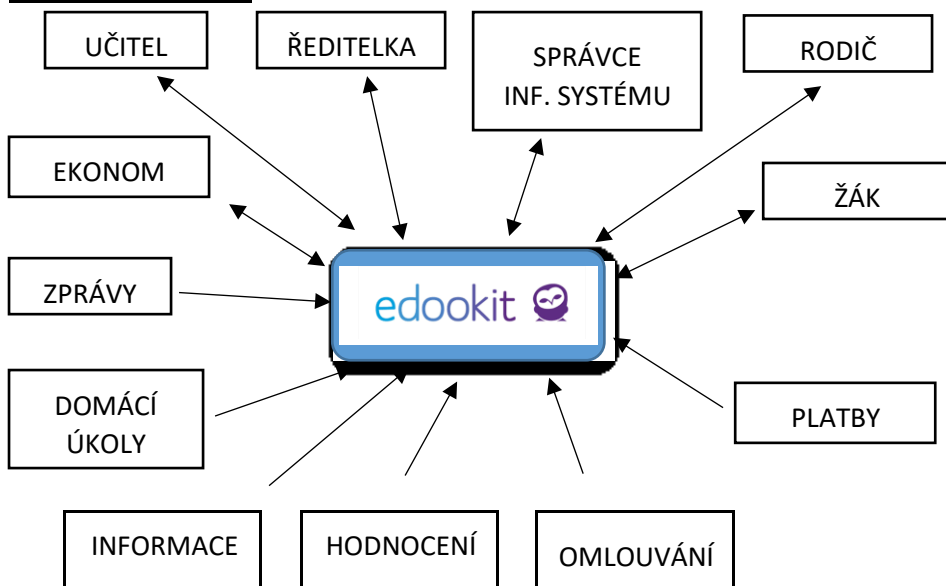 UČITEL
ŘEDITELKA
SPRÁVCE
INF. SYSTÉMU
RODIČ
EKONOM
ŽÁK
ZPRÁVY
edookit
DOMÁCÍ
ÚKOLY
PLATBY
INFORMACE
HODNOCENÍ
OMLOUVÁNÍ